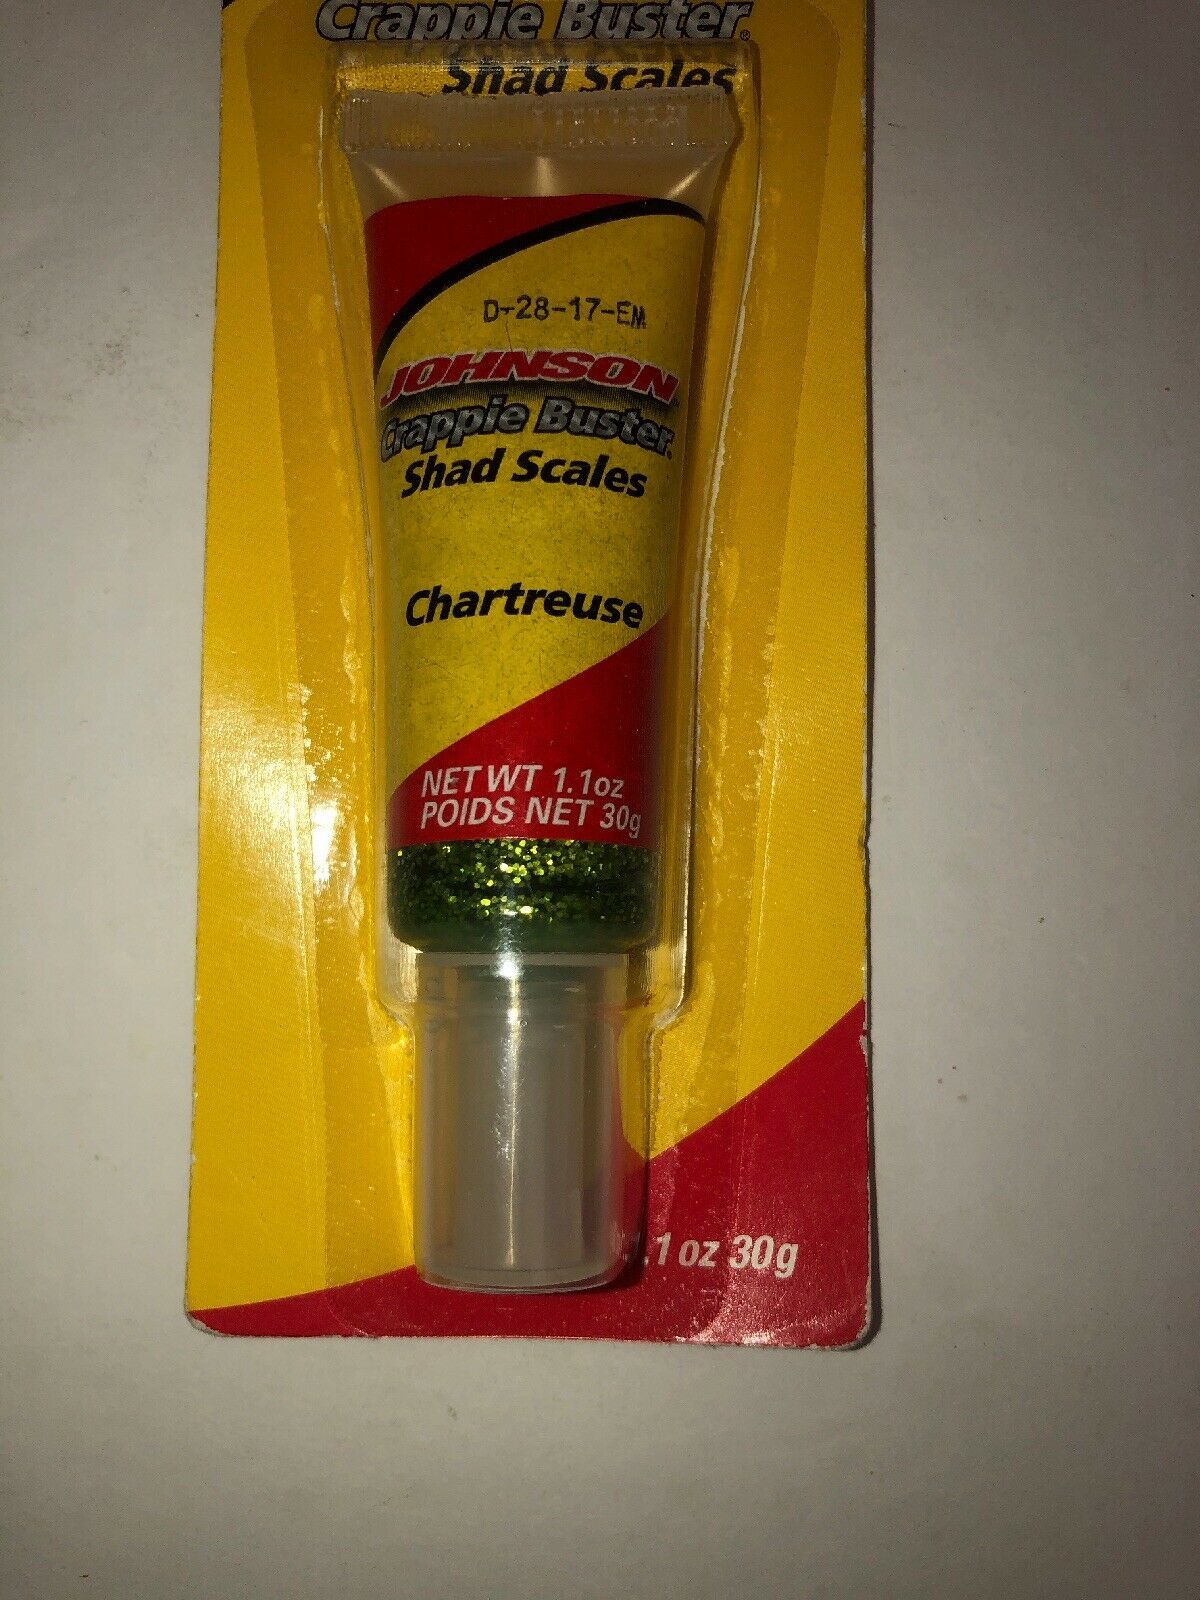 Crappie Buster®
Shad Scales
D-28-17-EM
JOHNSON
Crappie Buster®
Shad Scales
Chartreuse
NET WT 1.1oz
POIDS NET 30g
.1 oz 30g